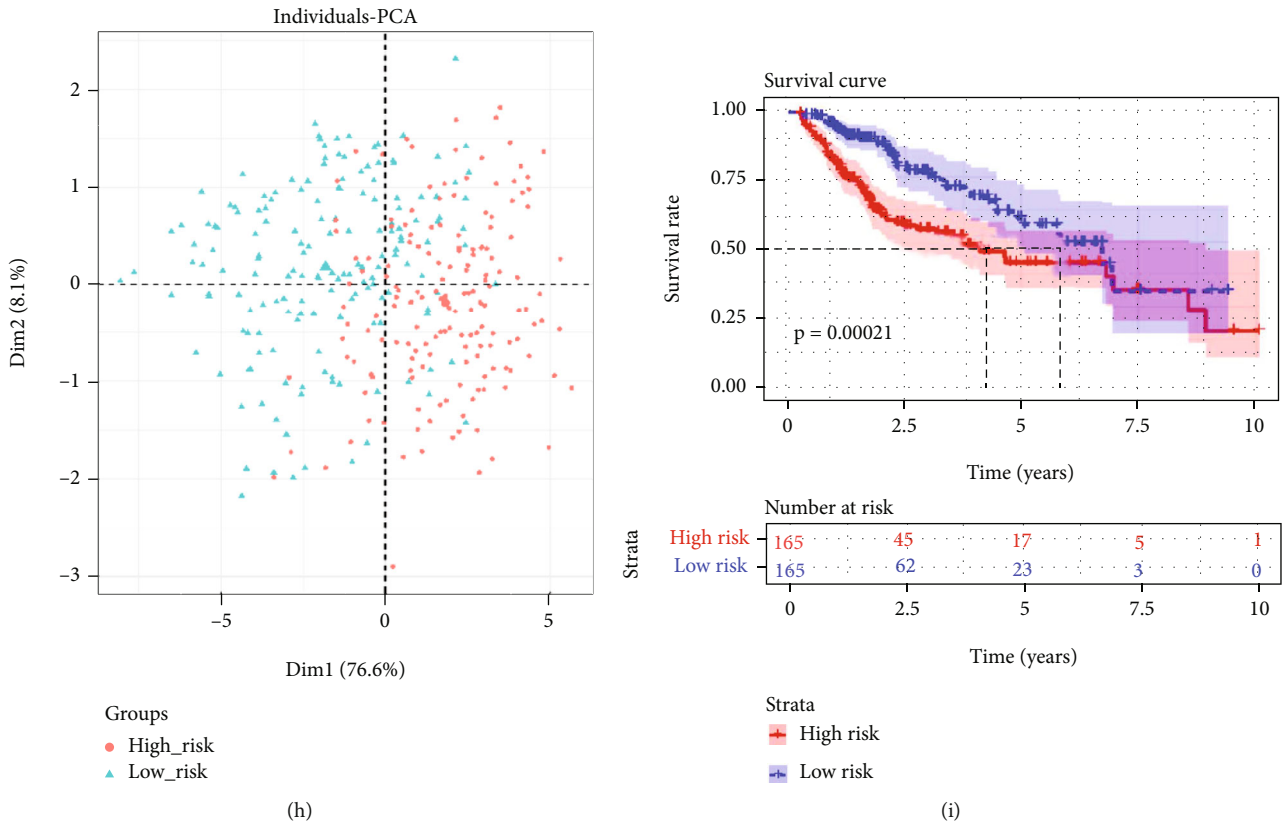 Individuals-PCA
2
1
0
−1
−2
−3
Dim2 (8.1%)
−5 0 5
Dim1 (76.6%)
Groups
High_risk
Low_risk
(h)
Survival curve
1.00
0.75
0.50
0.25
0.00
Survival rate
p = 0.00021
0 2.5 5 7.5 10
Time (years)
Number at risk
Strata
High risk 165 45 17 5 1
Low risk 165 62 23 3 0
0 2.5 5 7.5 10
Time (years)
Strata
High risk
Low risk
(i)